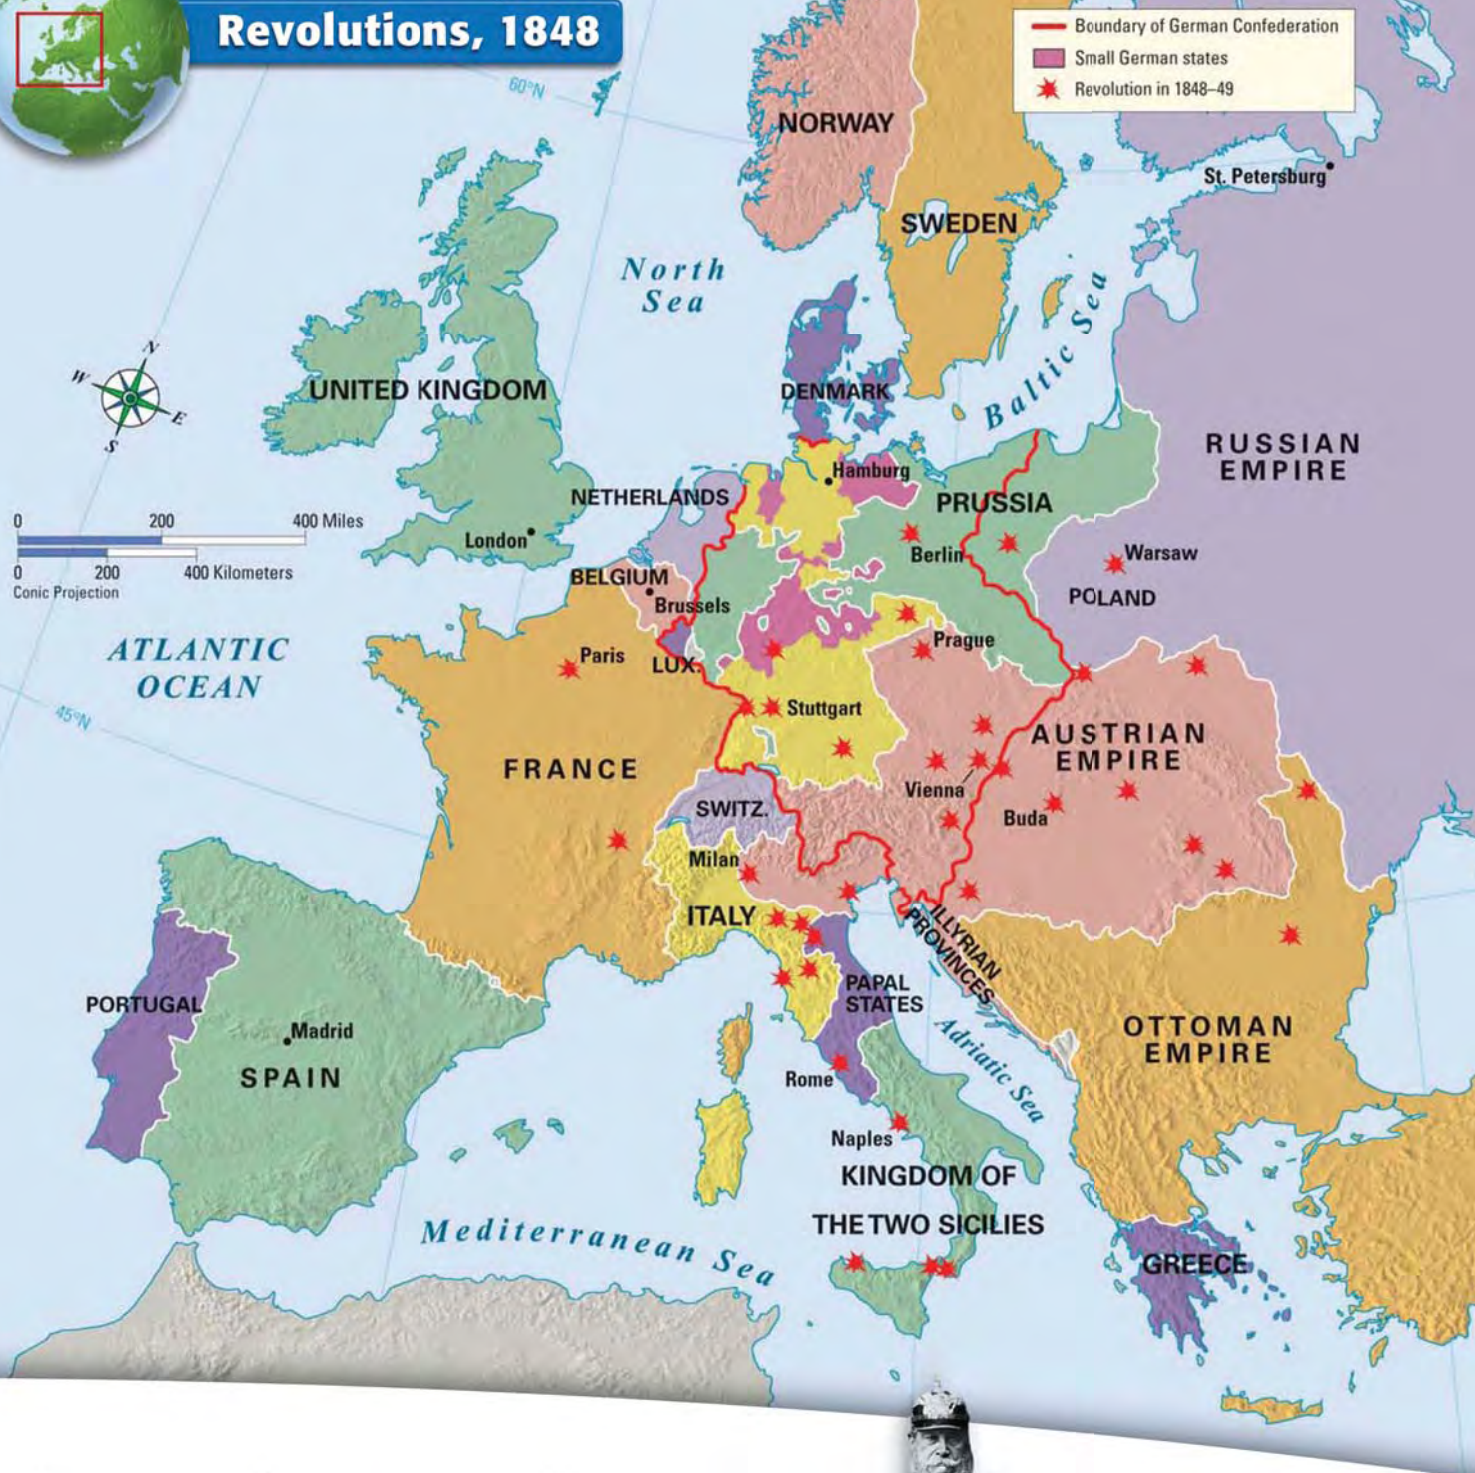 Revolutions, 1848
Boundary of German Confederation
Small German states
Revolution in 1848–49
60°N
NORWAY
St. Petersburg
SWEDEN
North
Sea
Baltic Sea
N
W
E
S
UNITED KINGDOM
DENMARK
RUSSIAN
EMPIRE
Hamburg
NETHERLANDS
PRUSSIA
0 200 400 Miles
London
Berlin
Warsaw
0 200 400 Kilometers
Conic Projection
BELGIUM
POLAND
Brussels
ATLANTIC
OCEAN
Paris
LUX.
Prague
45°N
Stuttgart
AUSTRIAN
EMPIRE
FRANCE
Vienna
SWITZ.
Buda
Milan
ITALY
ILLYRIAN
PROVINCES
PORTUGAL
PAPAL
STATES
Madrid
Adriatic Sea
OTTOMAN
EMPIRE
SPAIN
Rome
Naples
KINGDOM OF
THE TWO SICILIES
Mediterranean Sea
GREECE